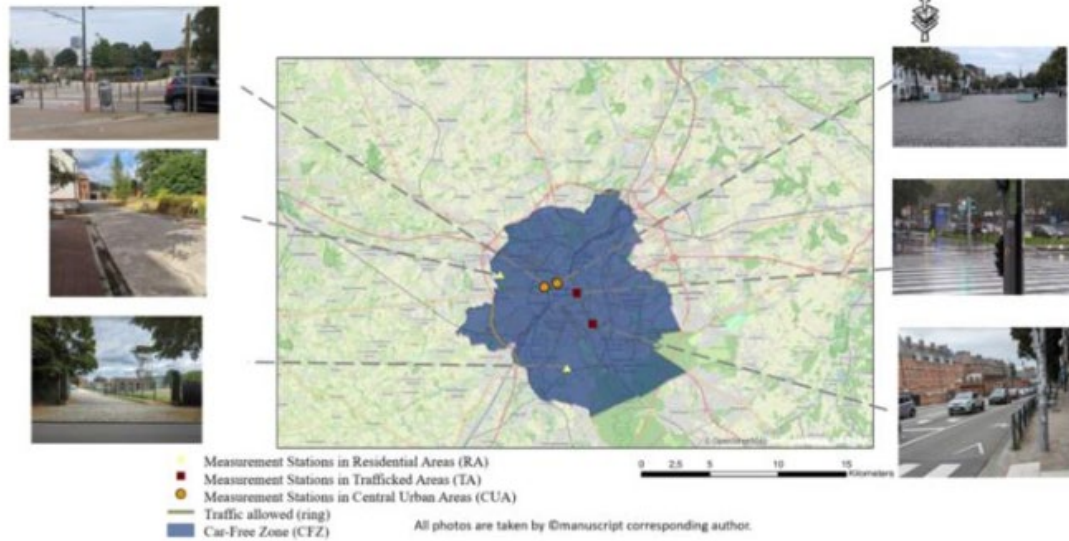 © OpenStreetMap
Measurement Stations in Residential Areas (RA)
Measurement Stations in Trafficked Areas (TA)
Measurement Stations in Central Urban Areas (CUA)
Traffic allowed (ring)
Car-Free Zone (CFZ)
0 2,5 5 10 15
Kilometers
All photos are taken by ©manuscript corresponding author.